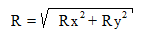 R = √ Rx² + Ry²